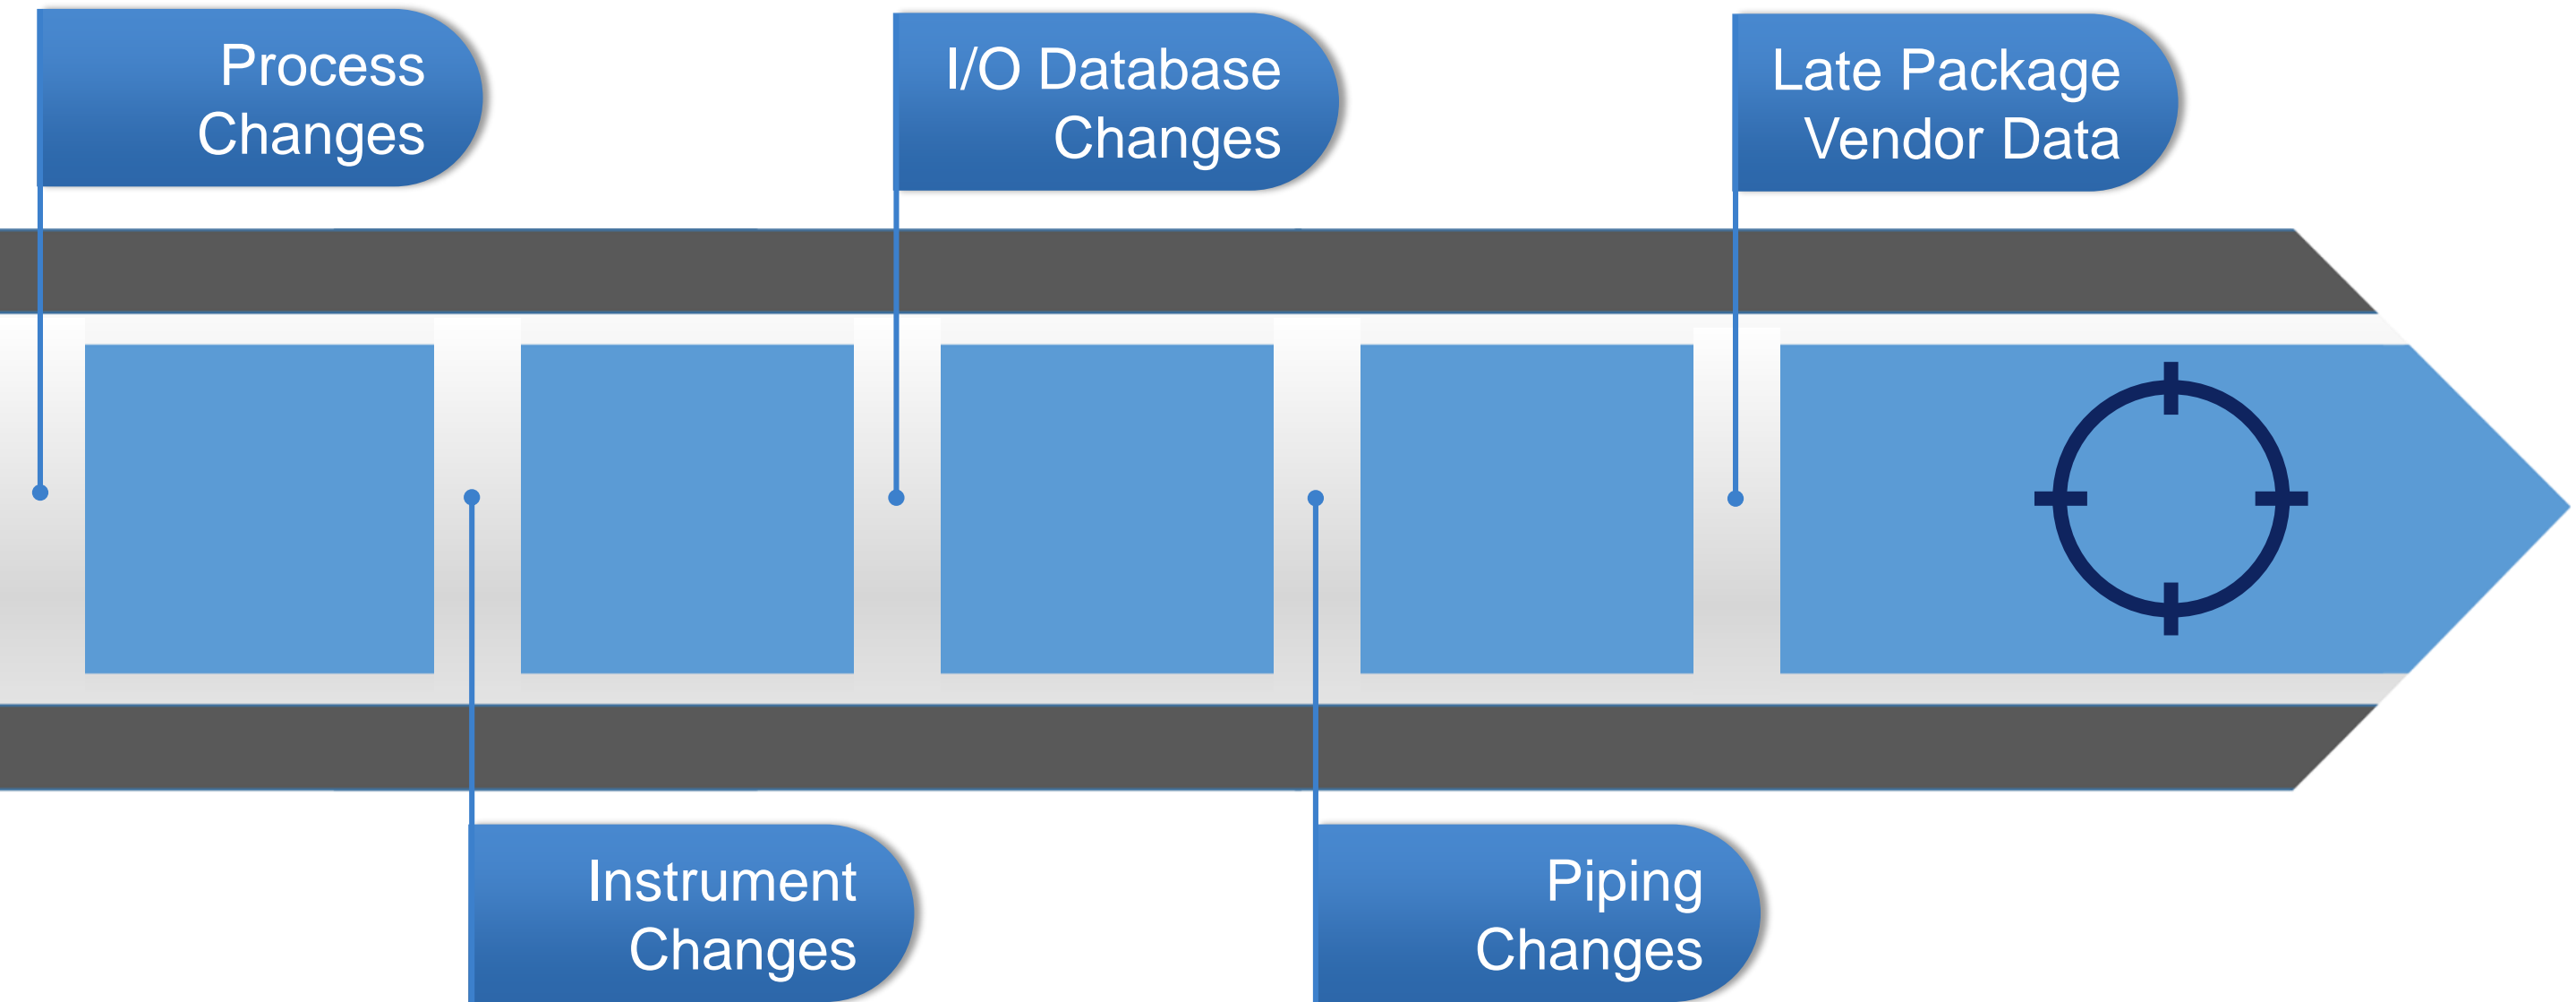 Process
Changes
I/O Database
Changes
Late Package
Vendor Data
Instrument
Changes
Piping
Changes